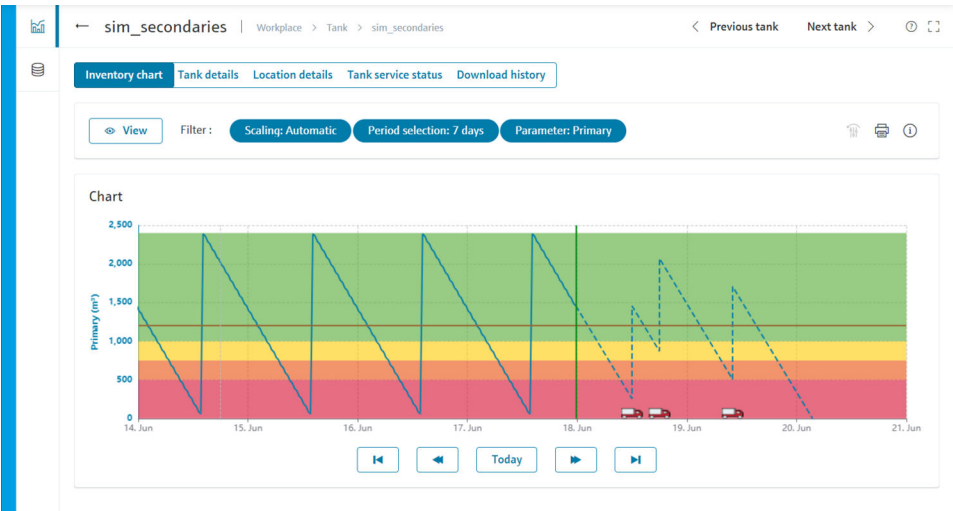 ← sim_secondaries | Workplace > Tank > sim_secondaries < Previous tank Next tank >
Inventory chart Tank details Location details Tank service status Download history
View Filter : Scaling: Automatic Period selection: 7 days Parameter: Primary
Chart
Primary (m³)
2,500
2,000
1,500
1,000
500
0
14. Jun 15. Jun 16. Jun 17. Jun 18. Jun 19. Jun 20. Jun 21. Jun
Today